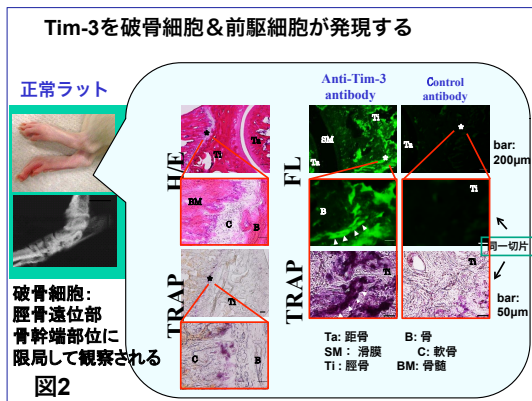 Tim-3を破骨細胞&前駆細胞が発現する
正常ラット
Anti-Tim-3
antibody
Control
antibody
H/E
FL
TRAP
TRAP
Ti
Ta
Ti
BM
C
B
Ti
C
B
SM
Ti
Ta
Ta
B
Ti
Ti
Ti
bar:
200μm
同一切片
bar:
50μm
破骨細胞:
脛骨遠位部
骨幹端部位に
限局して観察される
Ta: 距骨
B: 骨
SM : 滑膜
C: 軟骨
Ti : 脛骨
BM: 骨髄
図2